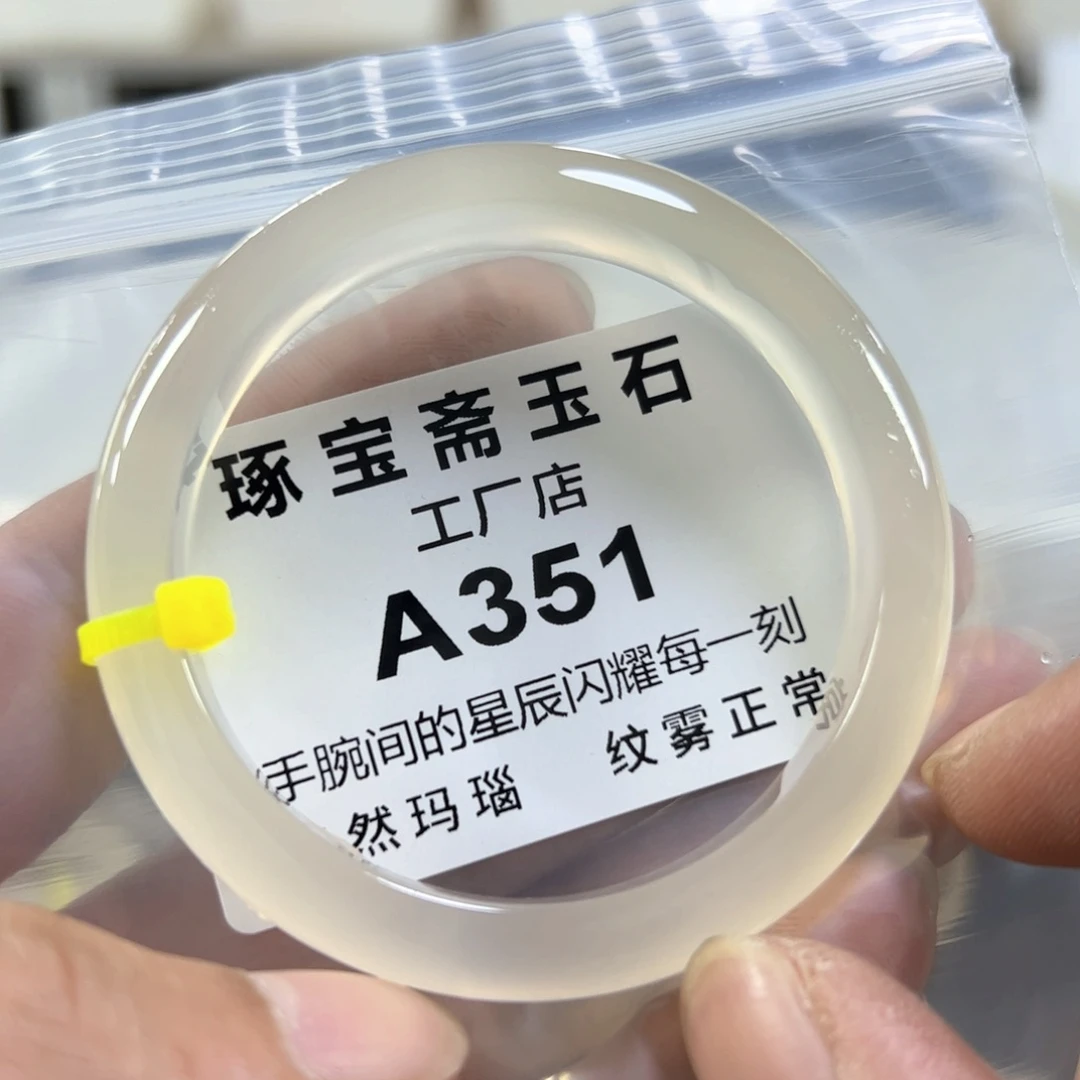 琢宝斋玉石
工厂店
A351
手腕间的星辰闪耀每一刻
然玛瑙 纹雾正常